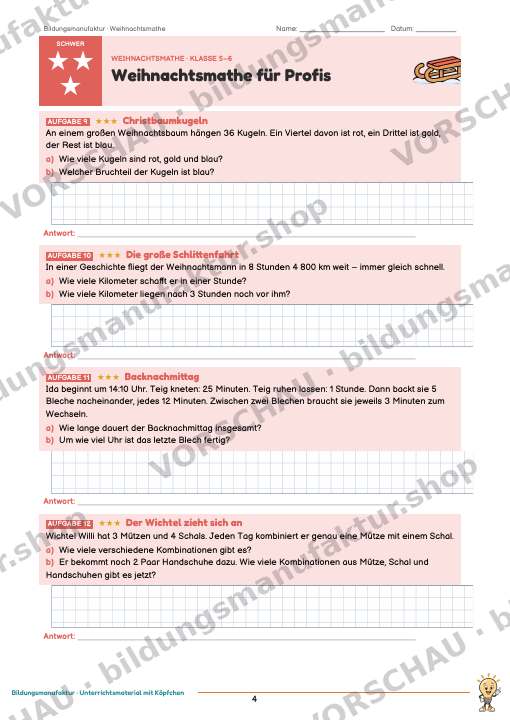 Bildungsmanufaktur · Weihnachtsmathe
Name: Datum:
SCHWER
WEIHNACHTSMATHE · KLASSE 5–6
Weihnachtsmathe für Profis
AUFGABE 9 ★★★ Christbaumkugeln
An einem großen Weihnachtsbaum hängen 36 Kugeln. Ein Viertel davon ist rot, ein Drittel ist gold,
der Rest ist blau.
a) Wie viele Kugeln sind rot, gold und blau?
b) Welcher Bruchteil der Kugeln ist blau?
Antwort:
AUFGABE 10 ★★★ Die große Schlittenfahrt
In einer Geschichte fliegt der Weihnachtsmann in 8 Stunden 4 800 km weit – immer gleich schnell.
a) Wie viele Kilometer schafft er in einer Stunde?
b) Wie viele Kilometer liegen nach 3 Stunden noch vor ihm?
Antwort:
AUFGABE 11 ★★★ Backnachmittag
Ida beginnt um 14:10 Uhr. Teig kneten: 25 Minuten. Teig ruhen lassen: 1 Stunde. Dann backt sie 5
Bleche nacheinander, jedes 12 Minuten. Zwischen zwei Blechen braucht sie jeweils 3 Minuten zum
Wechseln.
a) Wie lange dauert der Backnachmittag insgesamt?
b) Um wie viel Uhr ist das letzte Blech fertig?
Antwort:
AUFGABE 12 ★★★ Der Wichtel zieht sich an
Wichtel Willi hat 3 Mützen und 4 Schals. Jeden Tag kombiniert er genau eine Mütze mit einem Schal.
a) Wie viele verschiedene Kombinationen gibt es?
b) Er bekommt noch 2 Paar Handschuhe dazu. Wie viele Kombinationen aus Mütze, Schal und
Handschuhen gibt es jetzt?
Antwort:
Bildungsmanufaktur · Unterrichtsmaterial mit Köpfchen
4
VORSCHAU · bildungsmanufaktur.shop